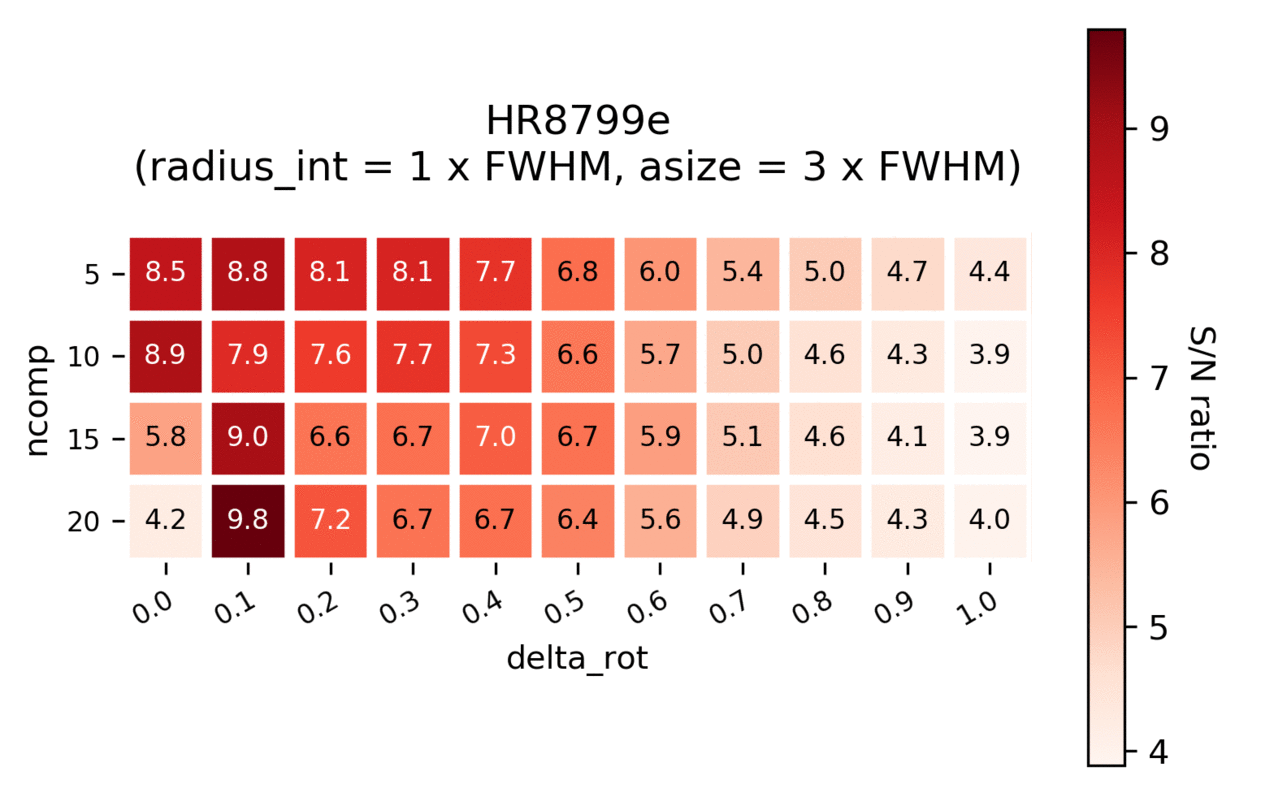 HR8799e
(radius_int = 1 x FWHM, asize = 3 x FWHM)
5 8.5 8.8 8.1 8.1 7.7 6.8 6.0 5.4 5.0 4.7 4.4
10 8.9 7.9 7.6 7.7 7.3 6.6 5.7 5.0 4.6 4.3 3.9
15 5.8 9.0 6.6 6.7 7.0 6.7 5.9 5.1 4.6 4.1 3.9
20 4.2 9.8 7.2 6.7 6.7 6.4 5.6 4.9 4.5 4.3 4.0
0.0 0.1 0.2 0.3 0.4 0.5 0.6 0.7 0.8 0.9 1.0
delta_rot
ncomp
9
8
7
6
5
4
S/N ratio